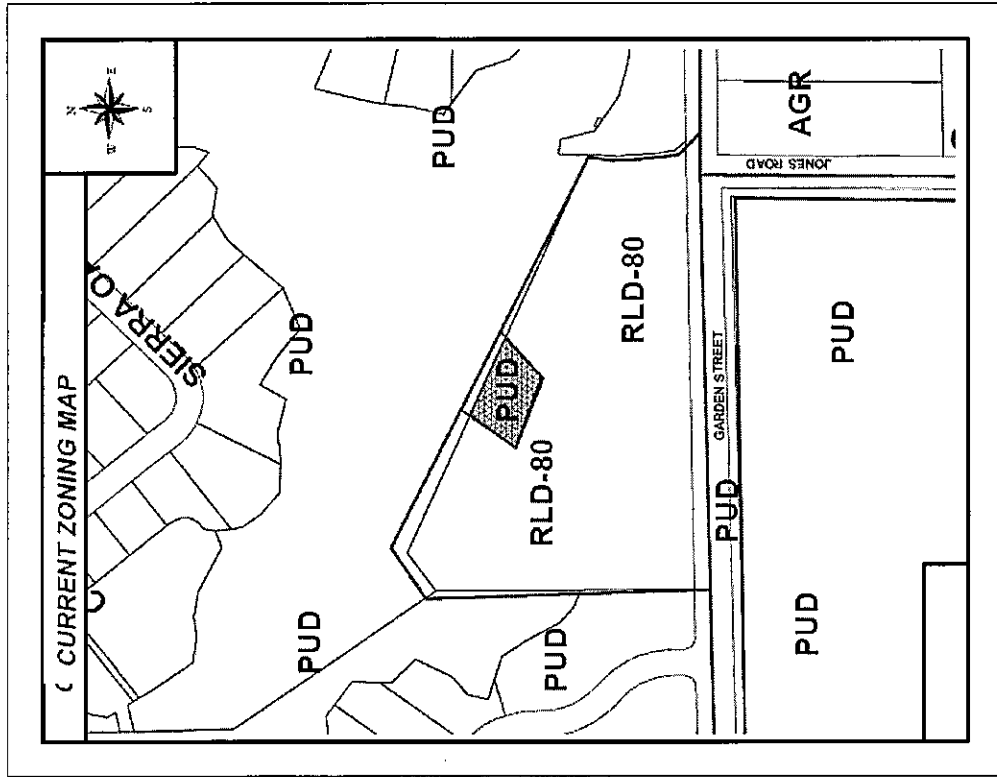 CURRENT ZONING MAP
N
E
W
S
SIERRA O
PUD
PUD
PUD
RLD-80
PUD
RLD-80
PUD
AGR
JONES ROAD
GARDEN STREET
PUD
PUD
PUD